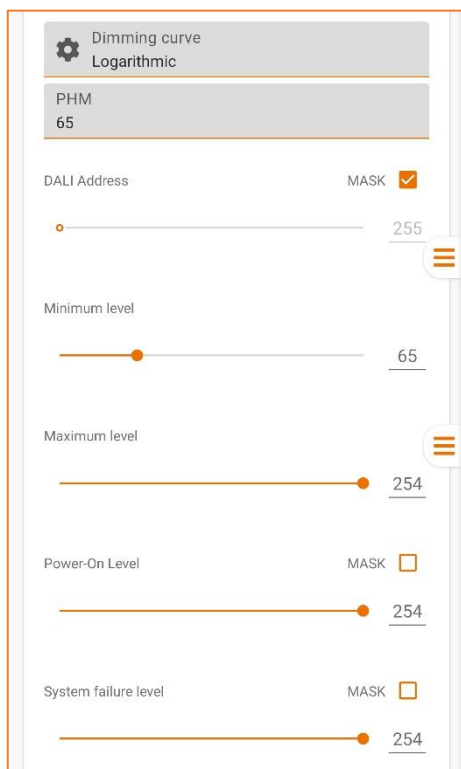 Dimming curve
Logarithmic
PHM
65
DALI Address MASK
255
Minimum level
65
Maximum level
254
Power-On Level MASK
254
System failure level MASK
254